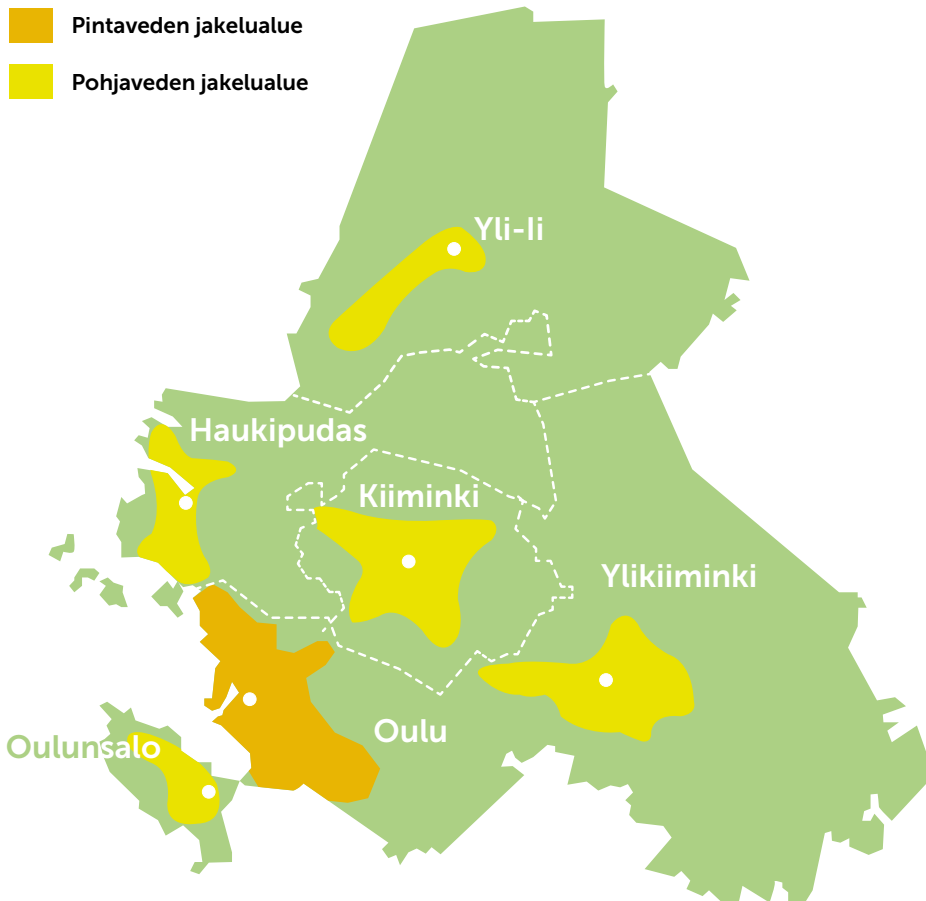 Pintaveden jakelualue
Pohjaveden jakelualue
Yli-Ii
Haukipudas
Kiiminki
Ylikiiminki
Oulu
Oulunsalo